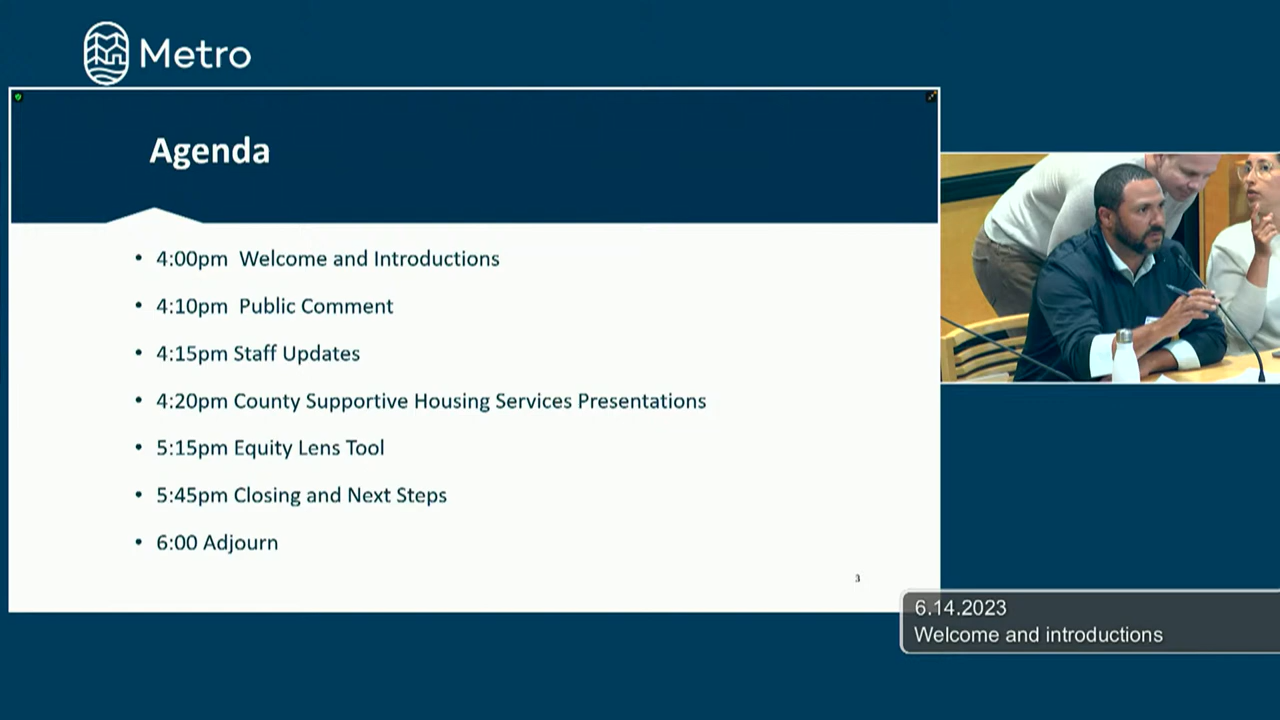 Metro
Agenda
• 4:00pm  Welcome and Introductions
• 4:10pm  Public Comment
• 4:15pm Staff Updates
• 4:20pm County Supportive Housing Services Presentations
• 5:15pm Equity Lens Tool
• 5:45pm Closing and Next Steps
• 6:00 Adjourn
3
6.14.2023
Welcome and introductions